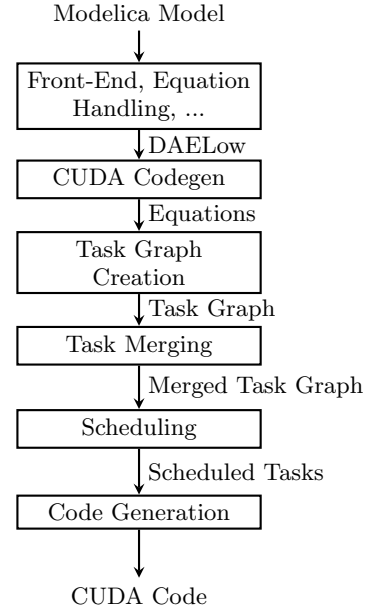 Modelica Model
Front-End, Equation
Handling, ...
DAELow
CUDA Codegen
Equations
Task Graph
Creation
Task Graph
Task Merging
Merged Task Graph
Scheduling
Scheduled Tasks
Code Generation
CUDA Code